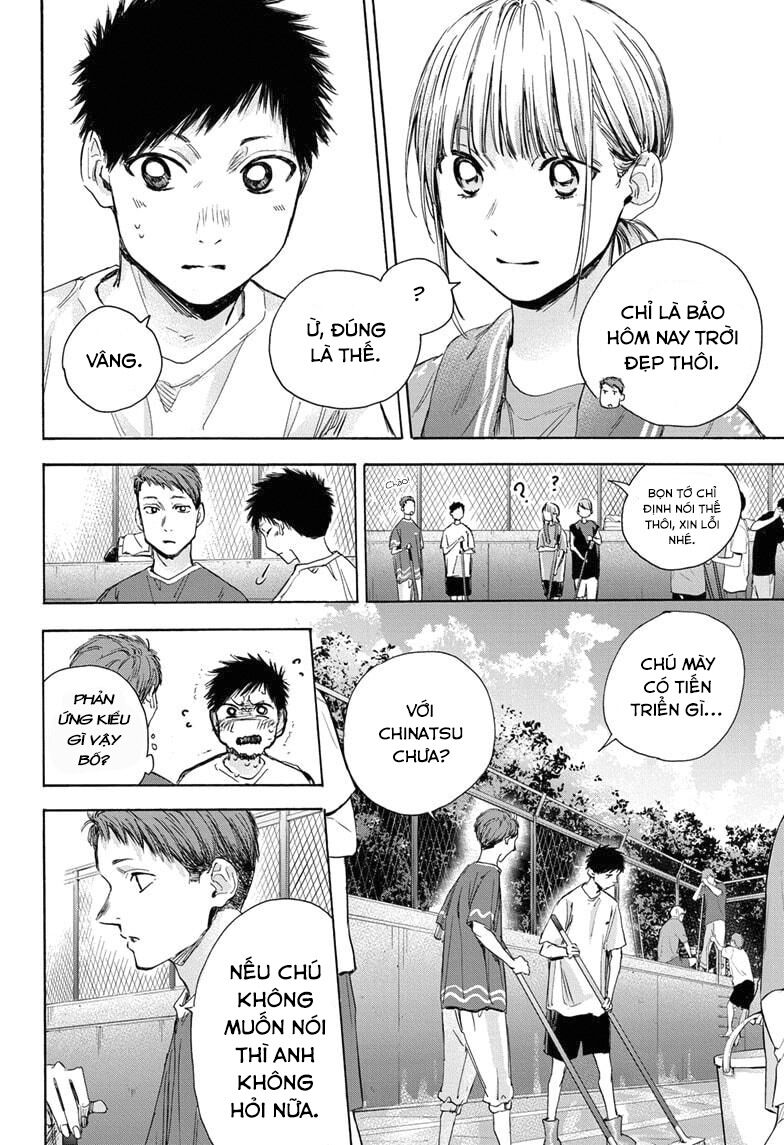 CHỈ LÀ BẢO
HÔM NAY TRỜI
ĐẸP THÔI.
?
Ừ, ĐÚNG
LÀ THẾ.
VÂNG.
BỌN TỚ CHỈ
ĐỊNH NÓI THẾ
THÔI, XIN LỖI
NHÉ.
? ?
Chào!
CHÚ MÀY
CÓ TIẾN
TRIỂN GÌ...
VỚI
CHINATSU
CHƯA?
PHẢN
ỨNG KIỂU
GÌ VẬY
BỐ?
NẾU CHÚ
KHÔNG
MUỐN NÓI
THÌ ANH
KHÔNG
HỎI NỮA.